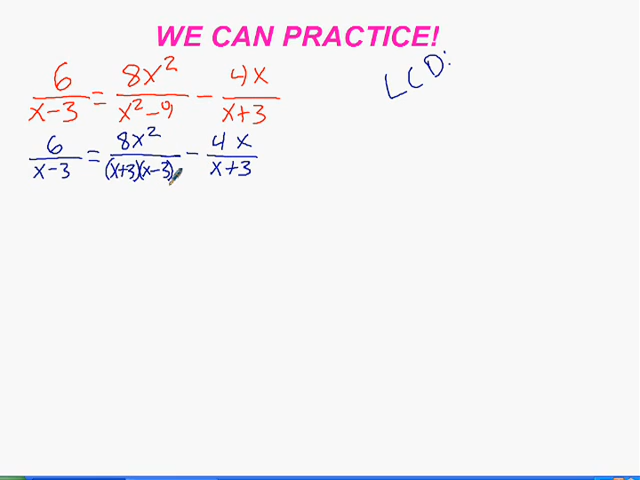 WE CAN PRACTICE!
6/(x-3) = 8x²/(x²-9) - 4x/(x+3)
LCD:
6/(x-3) = 8x²/((x+3)(x-3)) - 4x/(x+3)